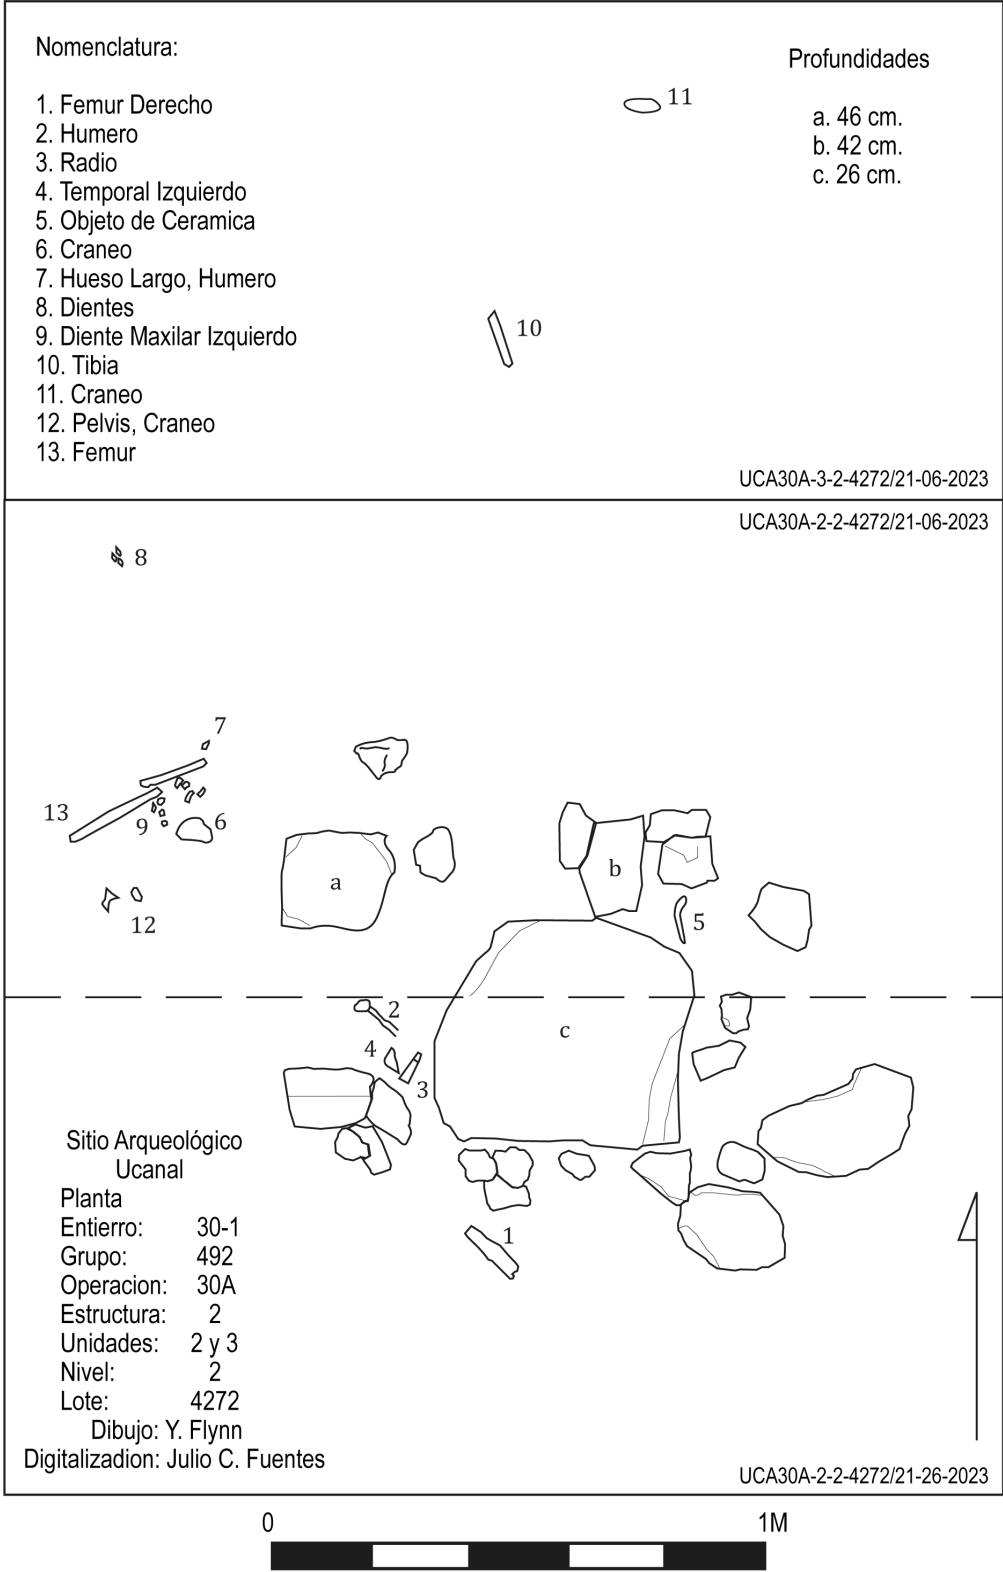 Nomenclatura:
1. Femur Derecho
2. Humero
3. Radio
4. Temporal Izquierdo
5. Objeto de Ceramica
6. Craneo
7. Hueso Largo, Humero
8. Dientes
9. Diente Maxilar Izquierdo
10. Tibia
11. Craneo
12. Pelvis, Craneo
13. Femur
Profundidades
a. 46 cm.
b. 42 cm.
c. 26 cm.
11
10
UCA30A-3-2-4272/21-06-2023
UCA30A-2-2-4272/21-06-2023
8
7
13
9
6
12
a
b
5
c
2
4
3
1
Sitio Arqueológico
Ucanal
Planta
Entierro: 30-1
Grupo: 492
Operacion: 30A
Estructura: 2
Unidades: 2 y 3
Nivel: 2
Lote: 4272
Dibujo: Y. Flynn
Digitalizadion: Julio C. Fuentes
UCA30A-2-2-4272/21-26-2023
0 1M